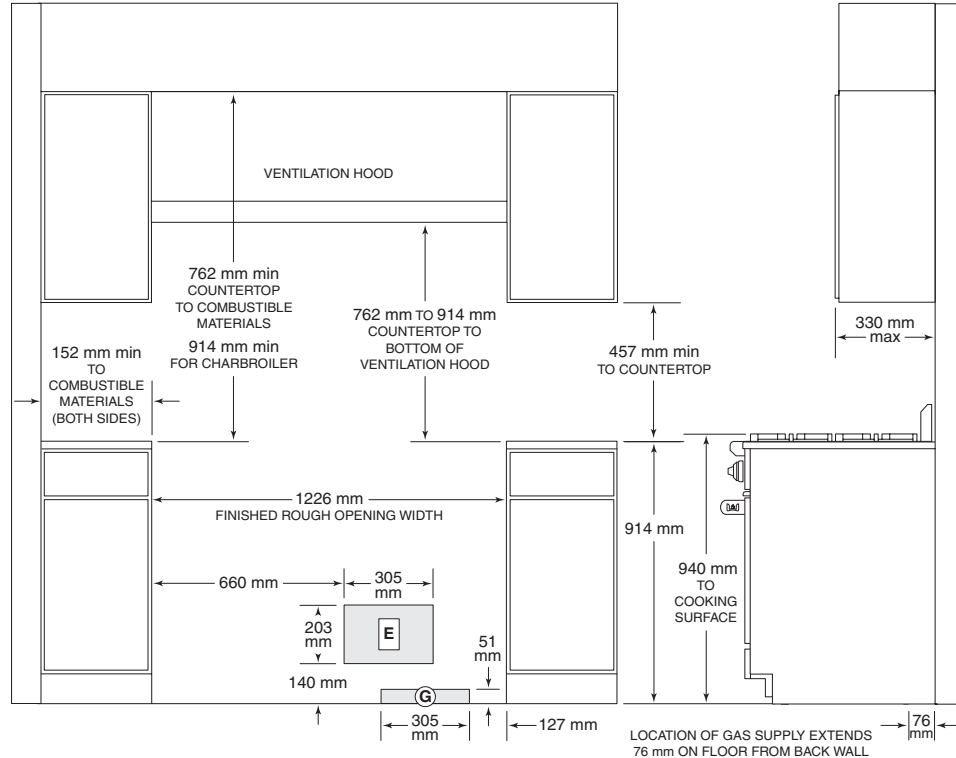 VENTILATION HOOD
762 mm min
COUNTERTOP
TO COMBUSTIBLE
MATERIALS
914 mm min
FOR CHARBROILER
762 mm TO 914 mm
COUNTERTOP TO
BOTTOM OF
VENTILATION HOOD
152 mm min
TO
COMBUSTIBLE
MATERIALS
(BOTH SIDES)
457 mm min
TO COUNTERTOP
330 mm
max
1226 mm
FINISHED ROUGH OPENING WIDTH
914 mm
940 mm
TO
COOKING
SURFACE
660 mm
305
mm
203
mm
E
51
mm
140 mm
G
305
mm
127 mm
76
mm
LOCATION OF GAS SUPPLY EXTENDS
76 mm ON FLOOR FROM BACK WALL